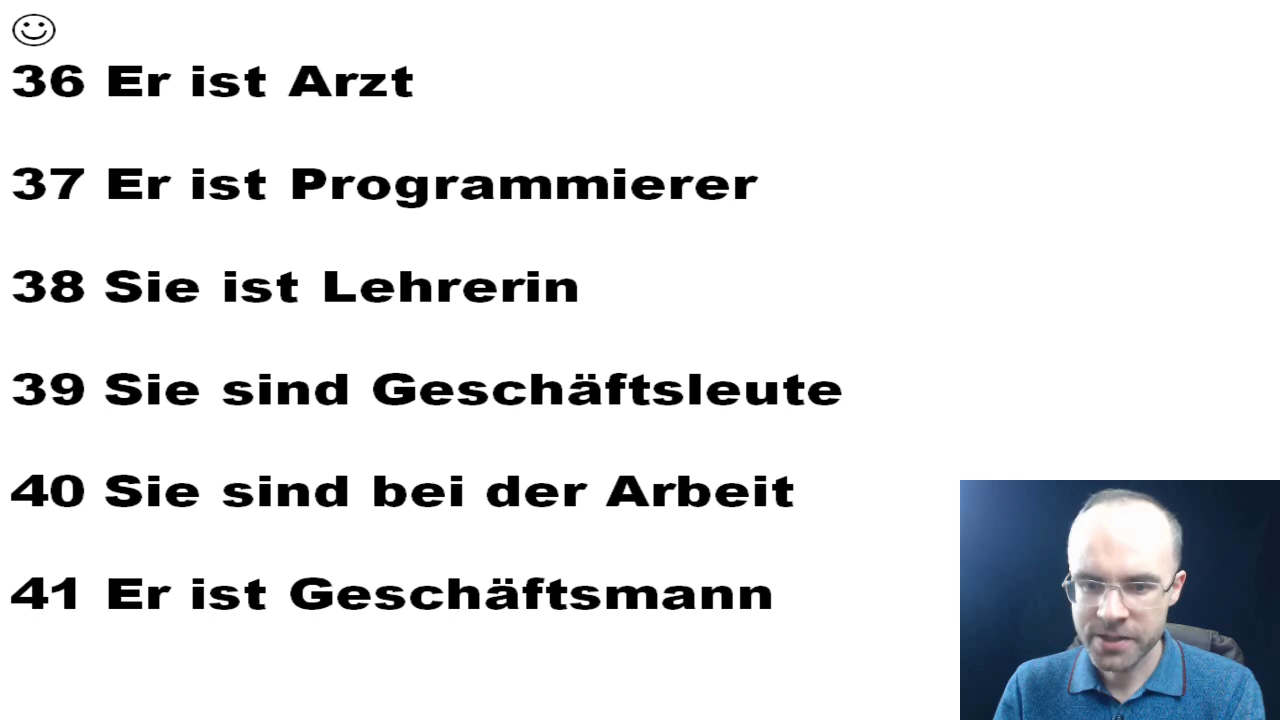 36 Er ist Arzt
37 Er ist Programmierer
38 Sie ist Lehrerin
39 Sie sind Geschäftsleute
40 Sie sind bei der Arbeit
41 Er ist Geschäftsmann